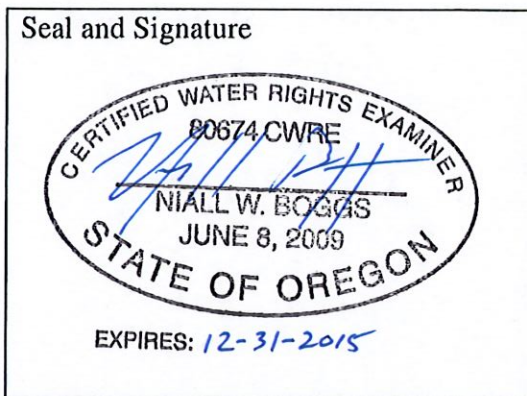 Seal and Signature
CERTIFIED WATER RIGHTS EXAMINER
80674 CWRE
NIALL W. BOGGS
JUNE 8, 2009
STATE OF OREGON
EXPIRES: 12-31-2015